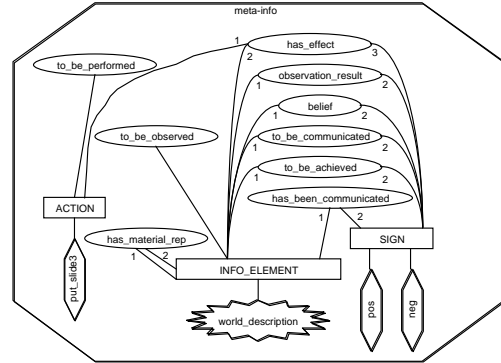 meta-info
1
has_effect
2
3
to_be_performed
observation_result
1
2
belief
1
2
to_be_observed
to_be_communicated
1
2
to_be_achieved
1
2
has_been_communicated
ACTION
1
2
has_material_rep
SIGN
1
2
INFO_ELEMENT
put_slide3
pos
neg
world_description